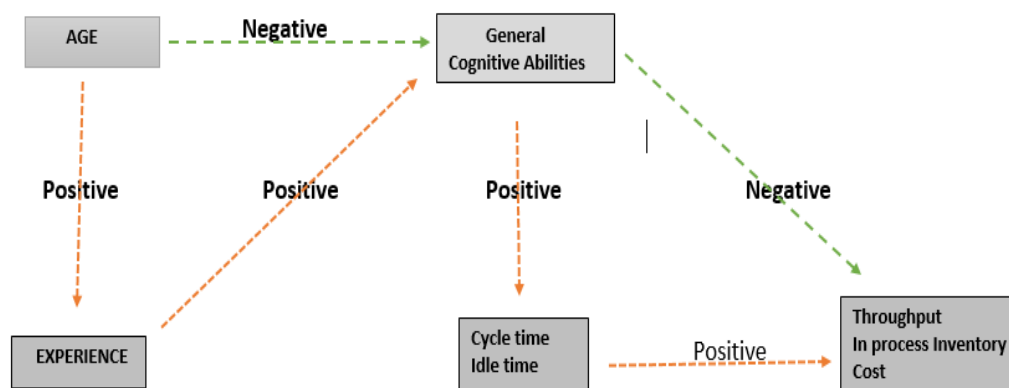 AGE
Negative
General
Cognitive Abilities
Positive
Positive
Positive
Negative
EXPERIENCE
Cycle time
Idle time
Positive
Throughput
In process Inventory
Cost